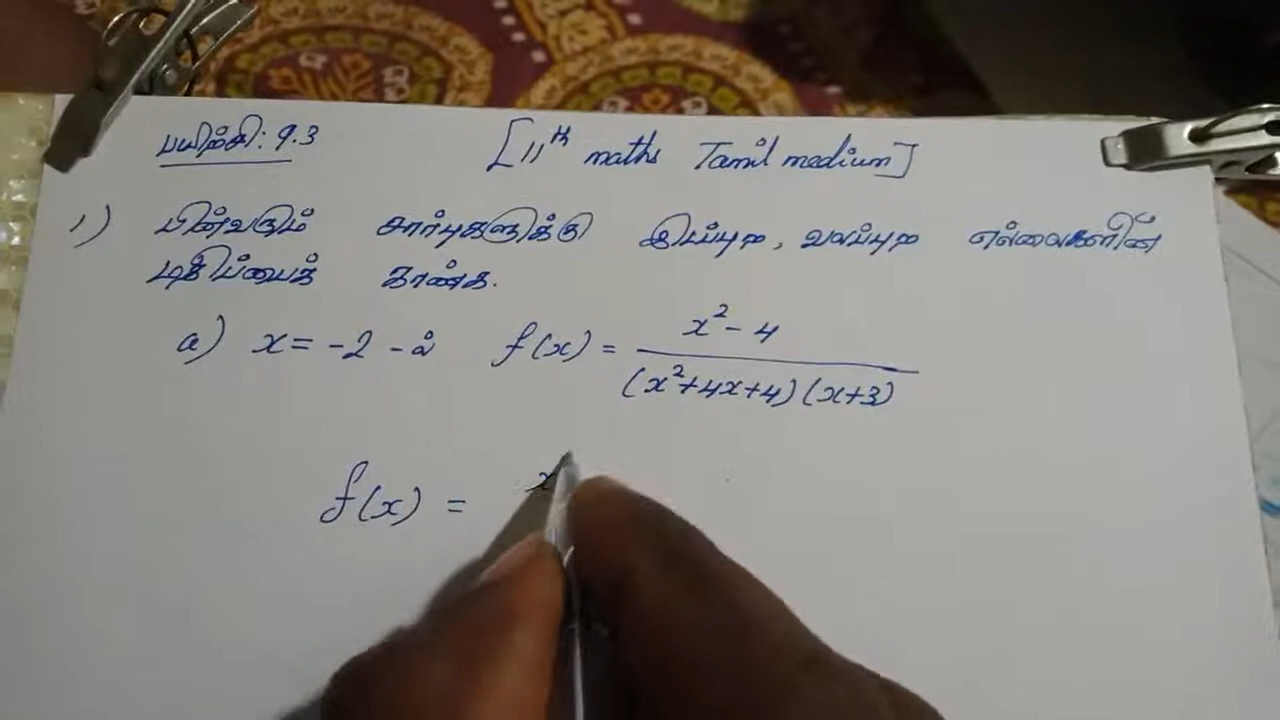 பயிற்சி: 9.3 [11th maths Tamil medium]
1) பின்வரும் சார்புகளுக்கு இடப்புற, வலப்புற எல்லைகளின்
மதிப்பைக் காண்க.
a) x = -2 -ல் f(x) = x² - 4 / (x²+4x+4)(x+3)
f(x) = x